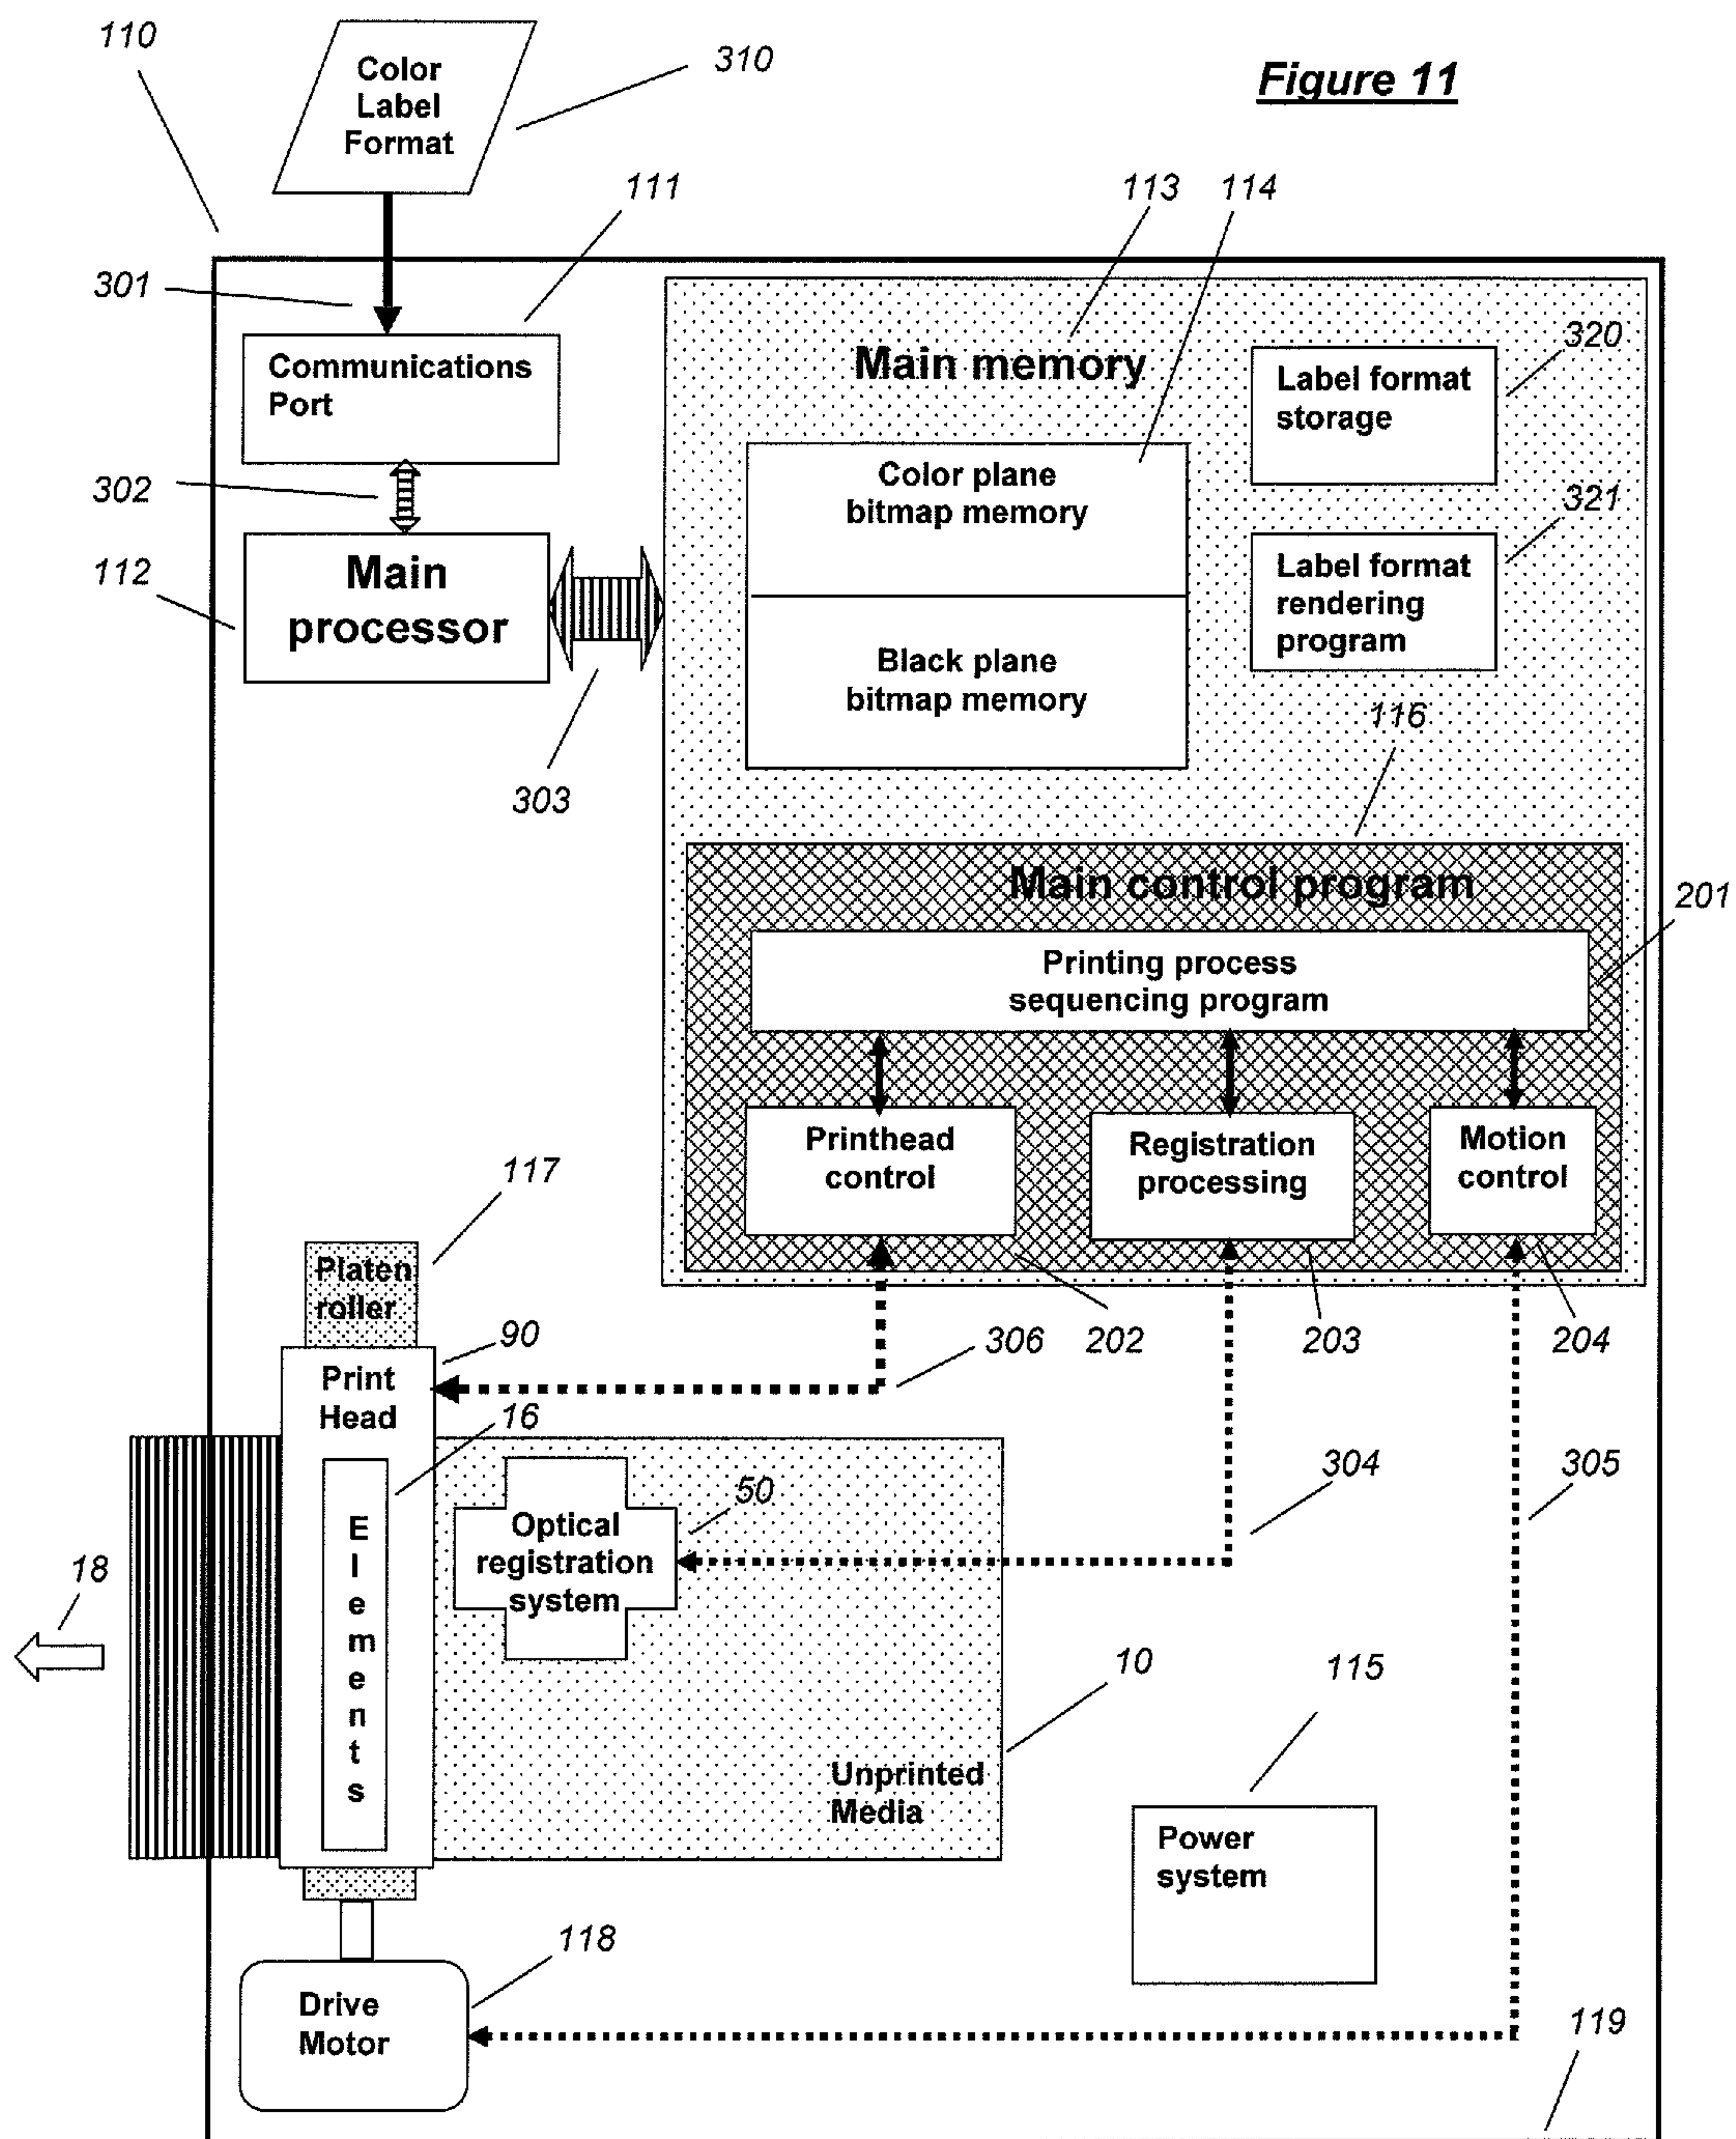 110
Color
Label
Format
310
Figure 11
111
113
114
301
Communications
Port
Main memory
320
Label format
storage
302
Color plane
bitmap memory
321
112
Main
processor
Label format
rendering
program
Black plane
bitmap memory
303
116
Main control program
201
Printing process
sequencing program
Printhead
control
Registration
processing
Motion
control
117
Platen
roller
90
306
202
203
204
Print
Head
16
304
305
50
Elements
Optical
registration
system
18
10
115
Unprinted
Media
Power
system
118
Drive
Motor
119